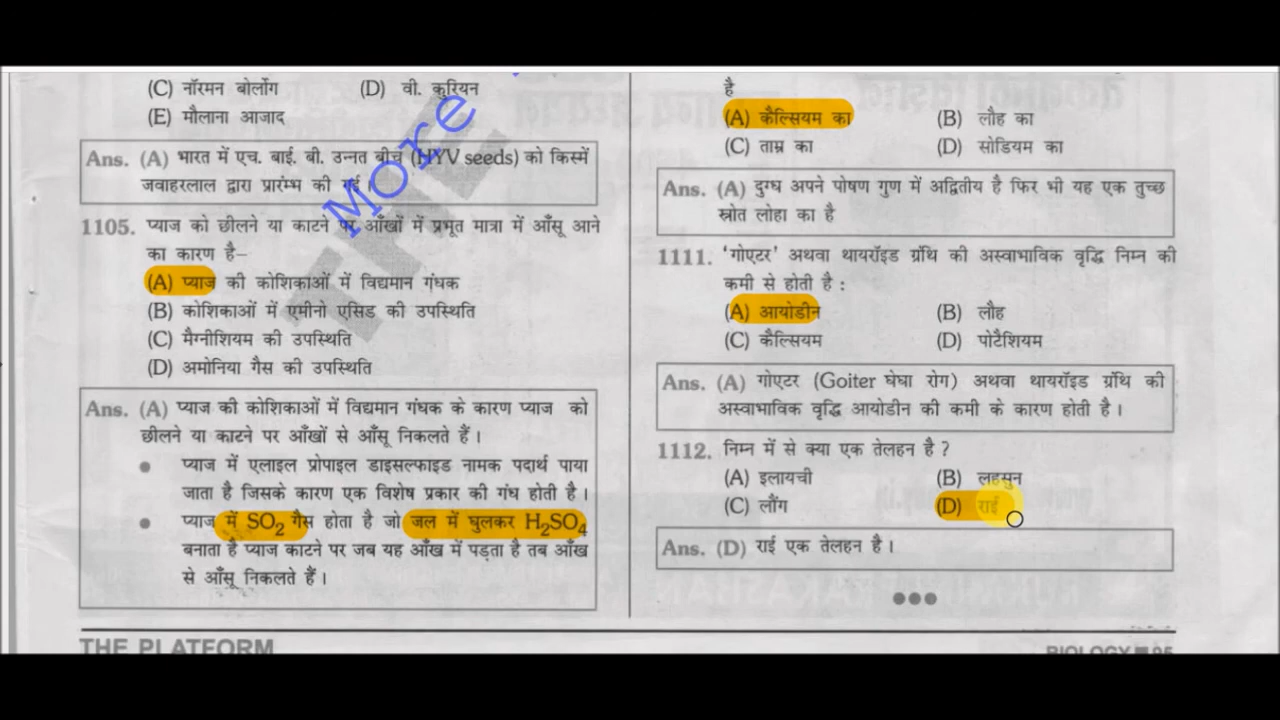 (C) नॉरमन बोर्लोग (D) वी. कुरियन
(E) मौलाना आजाद
Ans. (A) भारत में एच. बाई. बी. उन्नत बीच (HYV seeds) को किस्में
जवाहरलाल द्वारा प्रारंम्भ की गई।
1105. प्याज को छीलने या काटने पर आँखों में प्रभूत मात्रा में आँसू आने
का कारण है–
(A) प्याज की कोशिकाओं में विद्यमान गंधक
(B) कोशिकाओं में एमीनो एसिड की उपस्थिति
(C) मैग्नीशियम की उपस्थिति
(D) अमोनिया गैस की उपस्थिति
Ans. (A) प्याज की कोशिकाओं में विद्यमान गंधक के कारण प्याज को
छीलने या काटने पर आँखों से आँसू निकलते हैं।
● प्याज में एलाइल प्रोपाइल डाइसल्फाइड नामक पदार्थ पाया
जाता है जिसके कारण एक विशेष प्रकार की गंध होती है।
● प्याज में SO₂ गैस होता है जो जल में घुलकर H₂SO₄
बनाता है प्याज काटने पर जब यह आँख में पड़ता है तब आँख
से आँसू निकलते हैं।
More
THE PLATFORM
है
(A) कैल्सियम का (B) लौह का
(C) ताम्र का (D) सोडियम का
Ans. (A) दुग्ध अपने पोषण गुण में अद्वितीय है फिर भी यह एक तुच्छ
स्रोत लोहा का है
1111. 'गोएटर' अथवा थायरॉइड ग्रंथि की अस्वाभाविक वृद्धि निम्न की
कमी से होती है :
(A) आयोडीन (B) लौह
(C) कैल्सियम (D) पोटैशियम
Ans. (A) गोएटर (Goiter घेघा रोग) अथवा थायरॉइड ग्रंथि की
अस्वाभाविक वृद्धि आयोडीन की कमी के कारण होती है।
1112. निम्न में से क्या एक तेलहन है ?
(A) इलायची (B) लहसुन
(C) लौंग (D) राई
Ans. (D) राई एक तेलहन है।
BIOLOGY ■ 95